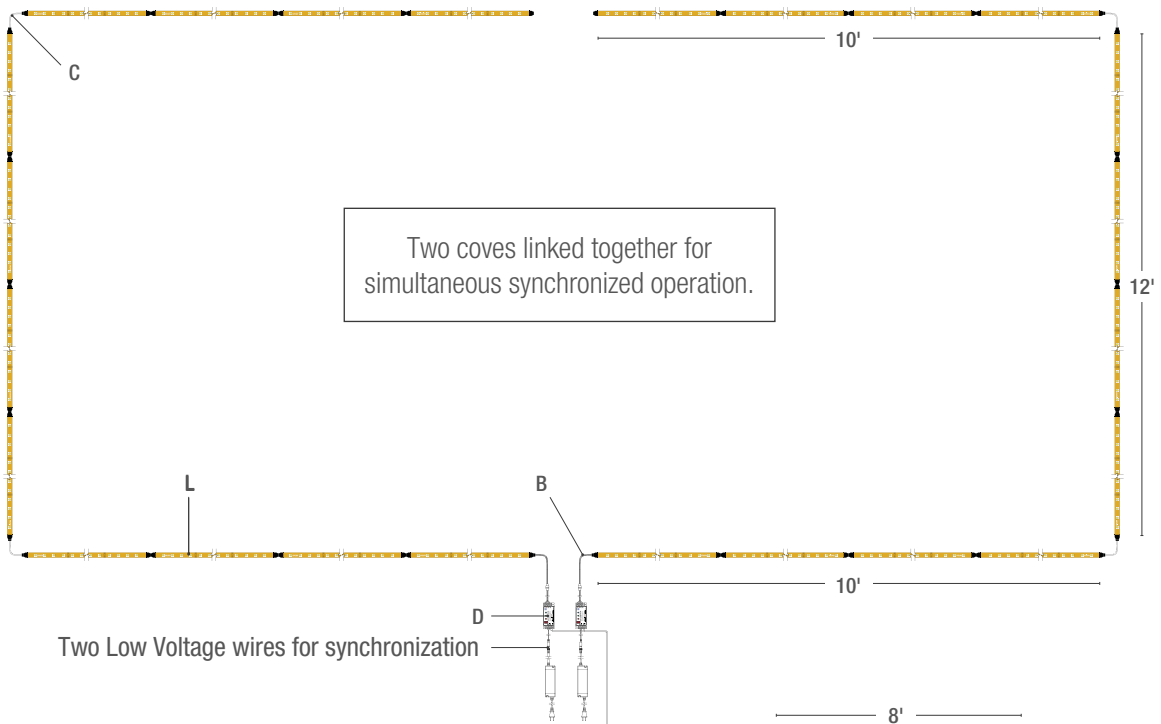 10'
C
Two coves linked together for
simultaneous synchronized operation.
12'
L
B
10'
D
Two Low Voltage wires for synchronization
8'